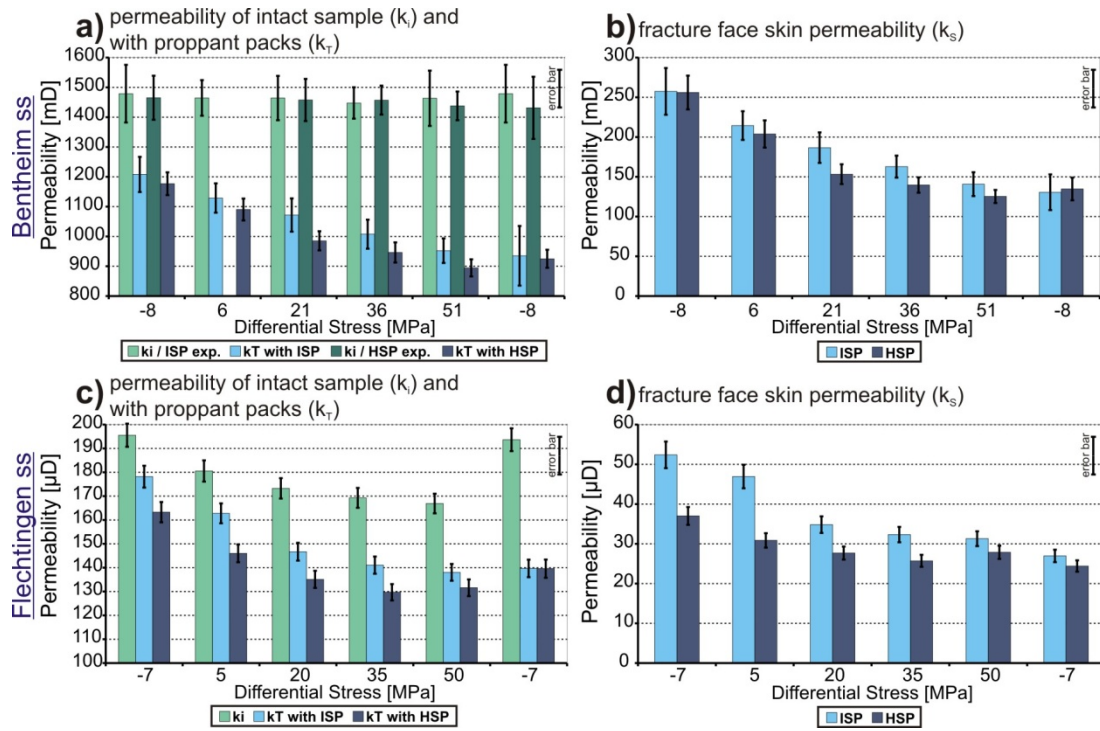 a) permeability of intact sample (kᵢ) and
with proppant packs (k_T)
Bentheim ss
Permeability [mD]
1600
1500
1400
1300
1200
1100
1000
900
800
error bar
-8 6 21 36 51 -8
Differential Stress [MPa]
ki / ISP exp. kT with ISP ki / HSP exp. kT with HSP
b) fracture face skin permeability (kₛ)
Permeability [mD]
300
250
200
150
100
50
0
error bar
-8 6 21 36 51 -8
Differential Stress [MPa]
ISP HSP
c) permeability of intact sample (kᵢ) and
with proppant packs (k_T)
Flechtingen ss
Permeability [µD]
200
190
180
170
160
150
140
130
120
110
100
error bar
-7 5 20 35 50 -7
Differential Stress [MPa]
ki kT with ISP kT with HSP
d) fracture face skin permeability (kₛ)
Permeability [µD]
60
50
40
30
20
10
0
error bar
-7 5 20 35 50 -7
Differential Stress [MPa]
ISP HSP